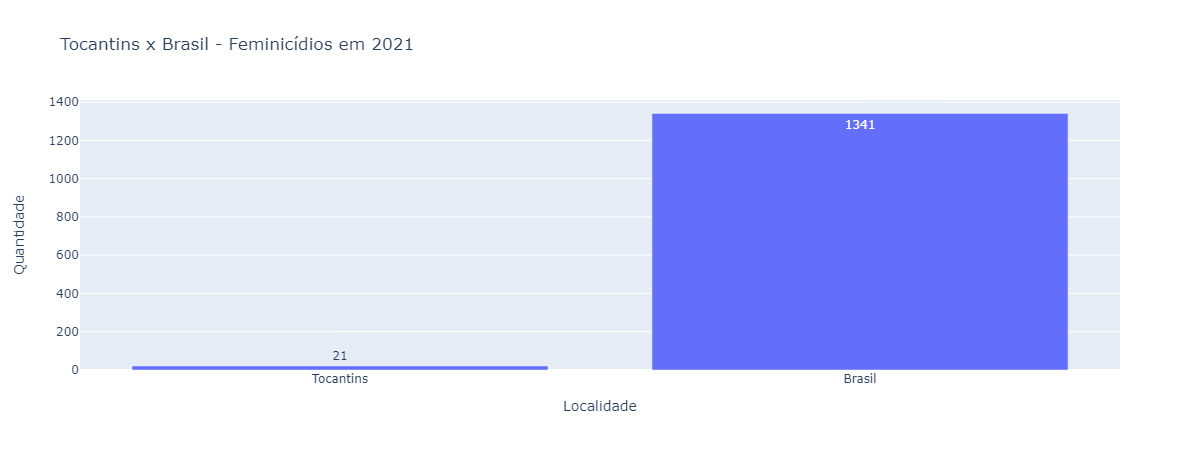 Tocantins x Brasil - Feminicídios em 2021
Quantidade
1400
1200
1000
800
600
400
200
0
21
1341
Tocantins
Brasil
Localidade